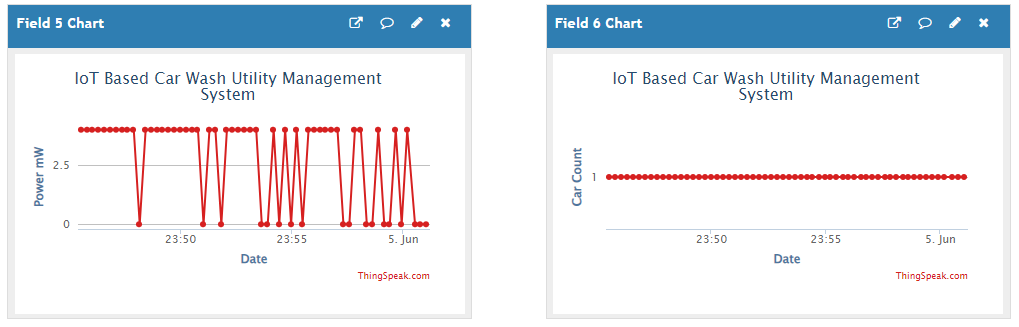 Field 5 Chart
IoT Based Car Wash Utility Management
System
Power mW
2.5
0
23:50
23:55
5. Jun
Date
ThingSpeak.com
Field 6 Chart
IoT Based Car Wash Utility Management
System
Car Count
1
23:50
23:55
5. Jun
Date
ThingSpeak.com